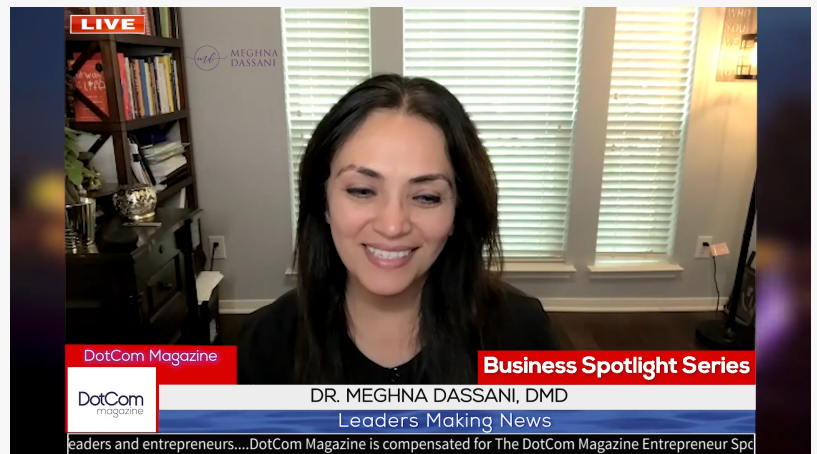 LIVE
MEGHNA
DASSANI
DotCom Magazine
Business Spotlight Series
DotCom
magazine
DR. MEGHNA DASSANI, DMD
Leaders Making News
eaders and entrepreneurs....DotCom Magazine is compensated for The DotCom Magazine Entrepreneur Spo